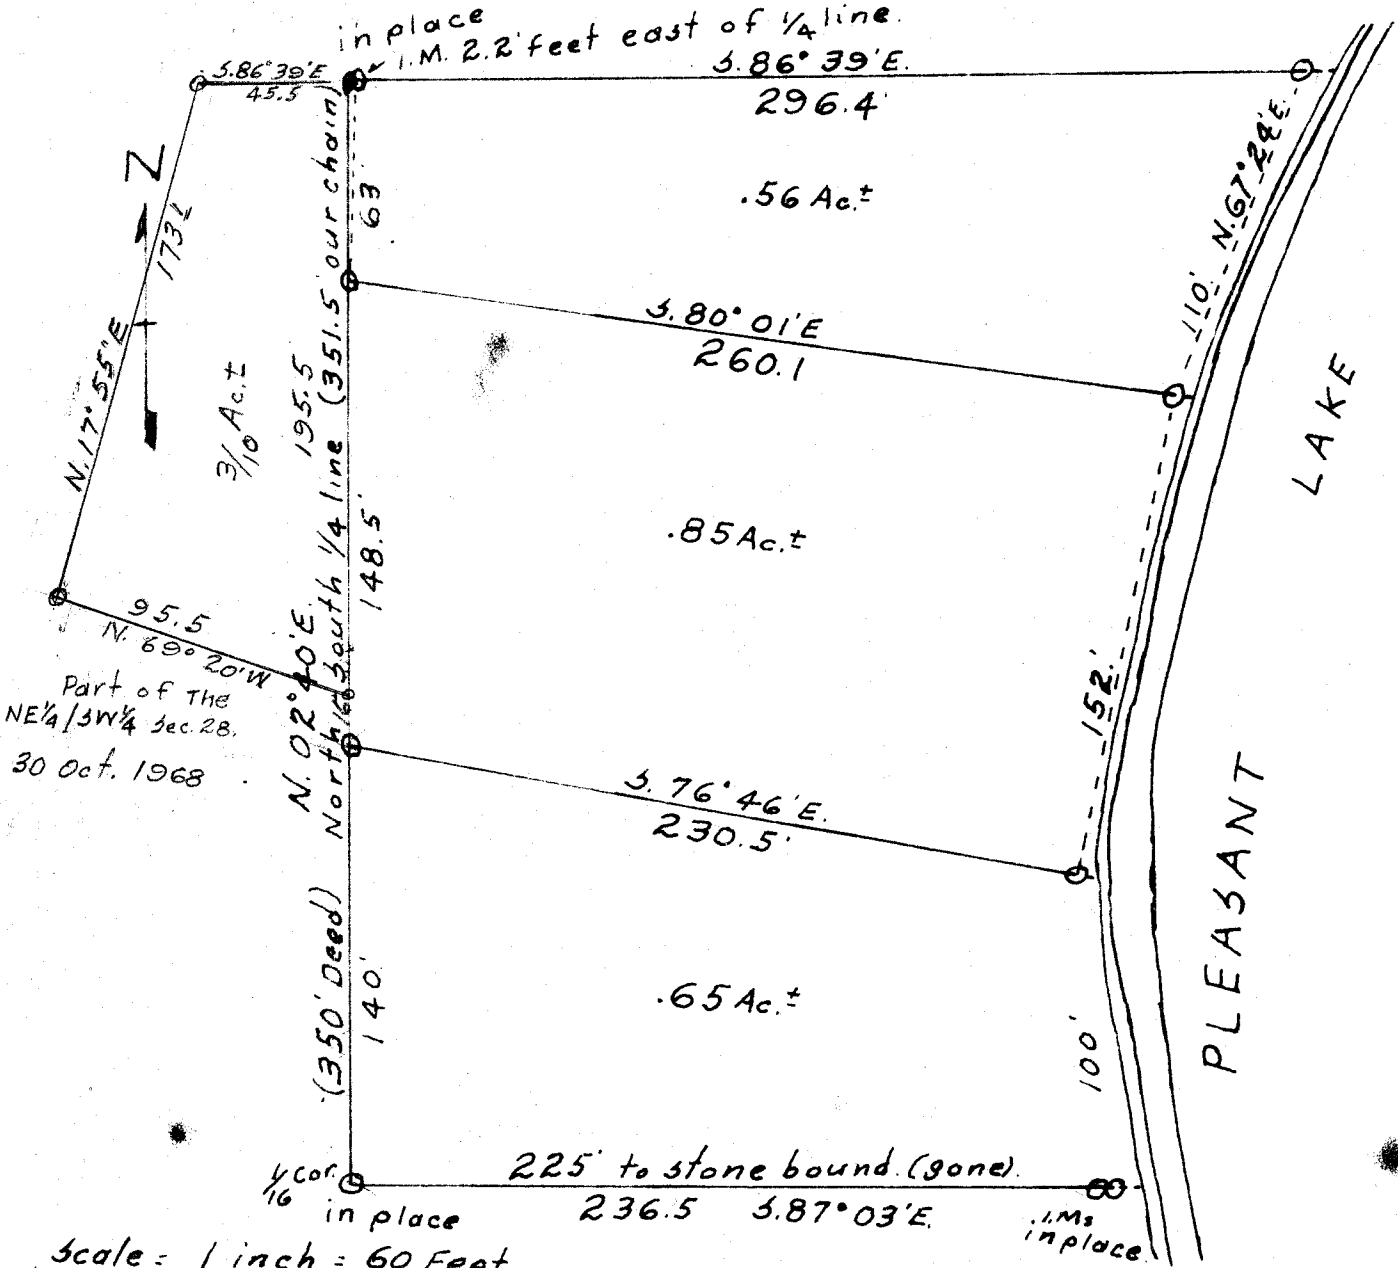 in place
I.M. 2.2' feet east of 1/4 line.
S.86°39'E
45.5
S.86°39'E.
296.4'
N
.56 Ac.±
63'
110'
N.67°24'E.
N.17°55'E
173±
3/10 Ac.±
195.5
N. 02°40'E.
North South 1/4 line (351.5 our chain)
(350' Deed)
S.80°01'E
260.1
.85 Ac.±
148.5'
152.'
95.5
N. 69° 20'W
16
Part of The
NE¼/SW¼ Sec. 28.
30 Oct. 1968
S. 76°46'E.
230.5'
.65 Ac.±
140'
100'
LAKE
PLEASANT
1/16 cor.
in place
225' to stone bound. (gone).
236.5 S.87°03'E.
I.Ms
in place
Scale = 1 inch = 60 Feet